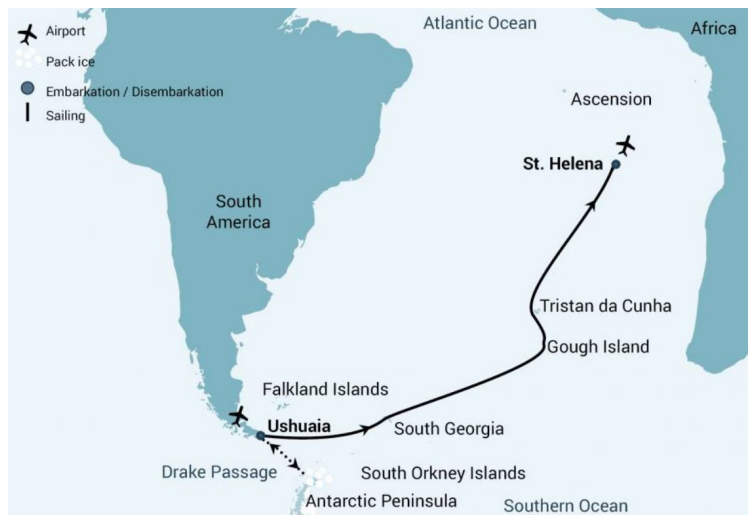 Airport
Pack ice
Embarkation / Disembarkation
Sailing
Atlantic Ocean
Africa
Ascension
St. Helena
South
America
Tristan da Cunha
Gough Island
Falkland Islands
Ushuaia
South Georgia
Drake Passage
South Orkney Islands
Antarctic Peninsula
Southern Ocean